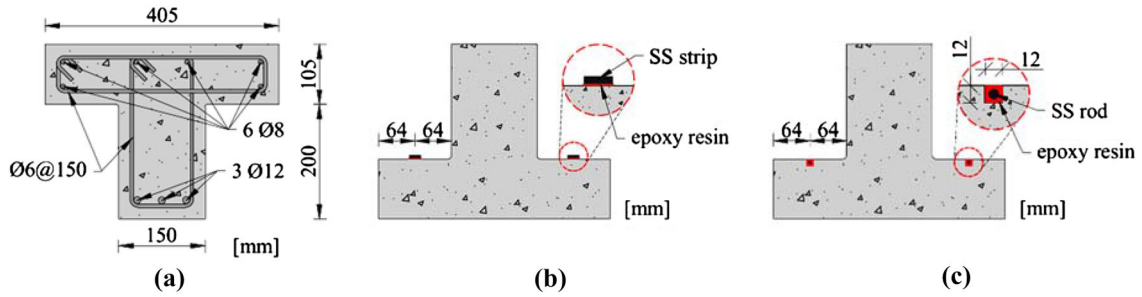 405
105
6 Ø8
Ø6@150
3 Ø12
200
150
[mm]
(a)
SS strip
epoxy resin
64 64
[mm]
(b)
12
12
SS rod
epoxy resin
64 64
[mm]
(c)